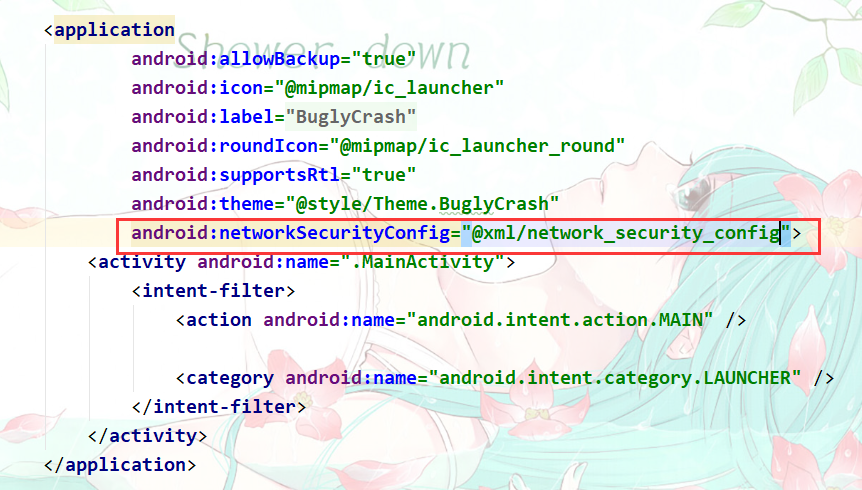 <application
Shower down
android:allowBackup="true"
android:icon="@mipmap/ic_launcher"
android:label="BuglyCrash"
android:roundIcon="@mipmap/ic_launcher_round"
android:supportsRtl="true"
android:theme="@style/Theme.BuglyCrash"
android:networkSecurityConfig="@xml/network_security_config">
<activity android:name=".MainActivity">
<intent-filter>
<action android:name="android.intent.action.MAIN" />
<category android:name="android.intent.category.LAUNCHER" />
</intent-filter>
</activity>
</application>